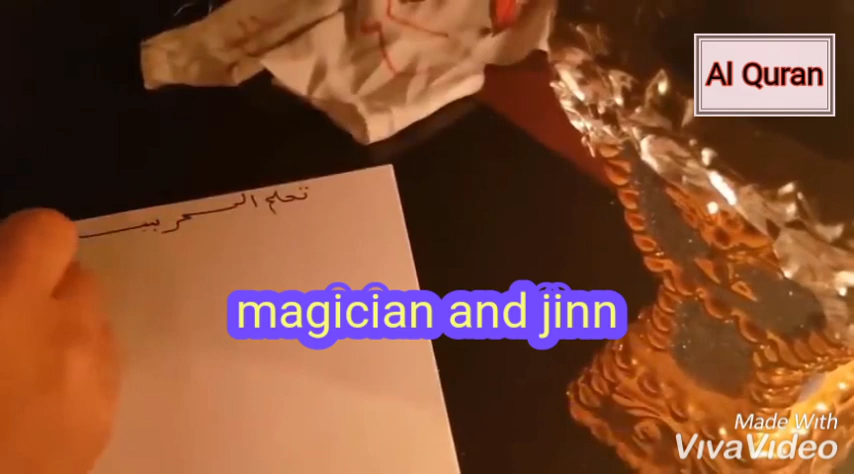 Al Quran
تعلم السحر
magician and jinn
Made With
VivaVideo